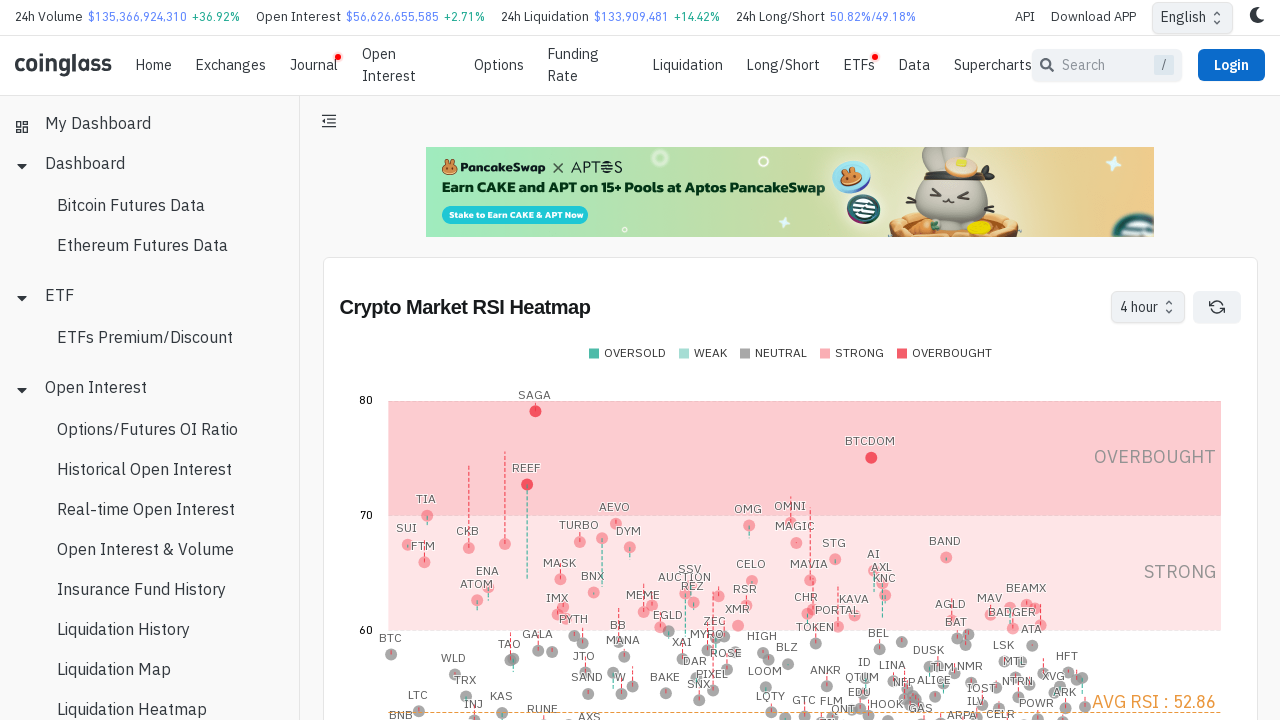 24h Volume $135,366,924,310 +36.92% Open Interest $56,626,655,585 +2.71% 24h Liquidation $133,909,481 +14.42% 24h Long/Short 50.82%/49.18% API Download APP English
coinglass Home Exchanges Journal Open Interest Options Funding Rate Liquidation Long/Short ETFs Data Supercharts Search / Login
My Dashboard
Dashboard
Bitcoin Futures Data
Ethereum Futures Data
ETF
ETFs Premium/Discount
Open Interest
Options/Futures OI Ratio
Historical Open Interest
Real-time Open Interest
Open Interest & Volume
Insurance Fund History
Liquidation History
Liquidation Map
Liquidation Heatmap
PancakeSwap X APTOS
Earn CAKE and APT on 15+ Pools at Aptos PancakeSwap
Stake to Earn CAKE & APT Now
Crypto Market RSI Heatmap
4 hour
OVERSOLD WEAK NEUTRAL STRONG OVERBOUGHT
80
SAGA
BTCDOM
OVERBOUGHT
REEF
TIA
AEVO
OMG
OMNI
70
SUI
CKB
TURBO
DYM
MAGIC
FTM
STG
BAND
MASK
CELO
MAVIA
AI
STRONG
ENA
SSV
AXL
ATOM
BNX
AUCTION
KNC
REZ
RSR
BEAMX
IMX
MEME
CHR
KAVA
MAV
AGLD
XMR
PORTAL
BADGER
EGLD
PYTH
ZEC
BAT
60
BB
TOKEN
ATA
BTC
GALA
MYRO
HIGH
BEL
TAO
MANA
XAI
BLZ
LSK
ROSE
DUSK
WLD
JTO
DAR
ID
LINA
TLM
NMR
MTL
HFT
SAND
W
BAKE
PIXEL
LOOM
ANKR
QTUM
TRX
SNX
NFP
ALICE
NTRN
XVG
IOST
LTC
KAS
LQTY
EDU
ARK
INJ
GTC
FLM
HOOK
GAS
ILV
POWR
AVG RSI : 52.86
BNB
RUNE
AXS
ONT
ARPA
CELR